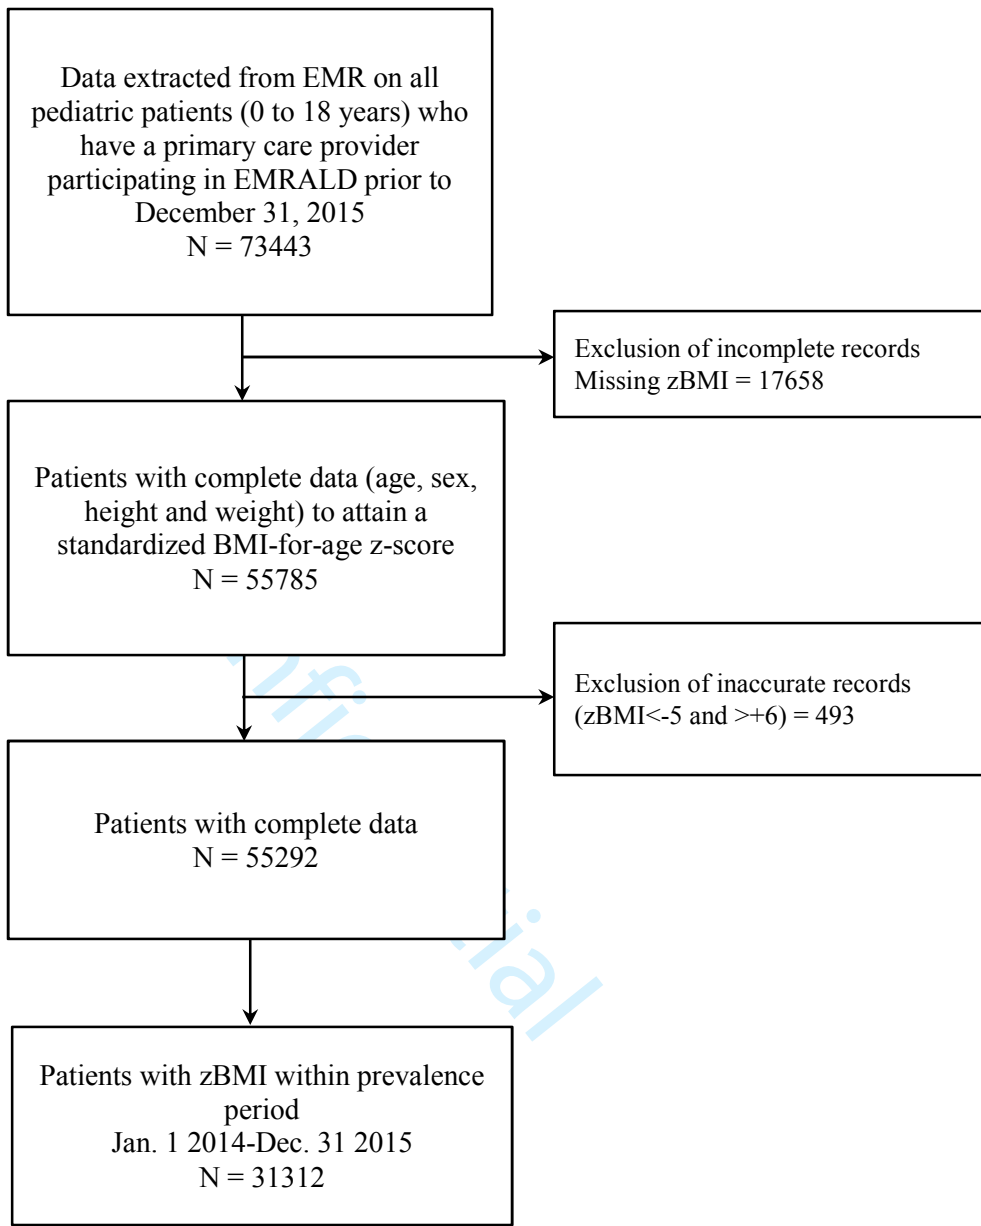 Data extracted from EMR on all
pediatric patients (0 to 18 years) who
have a primary care provider
participating in EMRALD prior to
December 31, 2015
N = 73443
Exclusion of incomplete records
Missing zBMI = 17658
Patients with complete data (age, sex,
height and weight) to attain a
standardized BMI-for-age z-score
N = 55785
Exclusion of inaccurate records
(zBMI<-5 and >+6) = 493
Patients with complete data
N = 55292
Patients with zBMI within prevalence
period
Jan. 1 2014-Dec. 31 2015
N = 31312